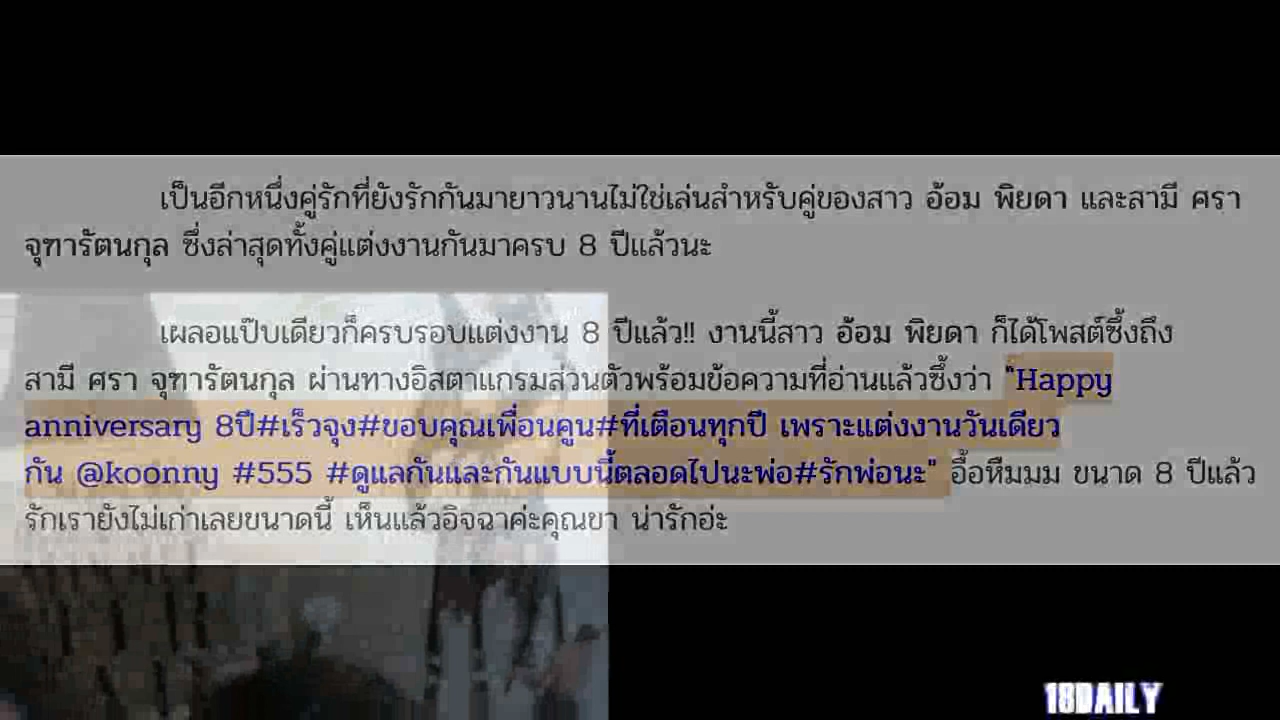 เป็นอีกหนึ่งคู่รักที่ยังรักกันมายาวนานไม่ใช่เล่นสำหรับคู่ของสาว อ้อม พิยดา และสามี ศรา
จุฑารัตนกุล ซึ่งล่าสุดทั้งคู่แต่งงานกันมาครบ 8 ปีแล้วนะ
เผลอแป๊บเดียวก็ครบรอบแต่งงาน 8 ปีแล้ว!! งานนี้สาว อ้อม พิยดา ก็ได้โพสต์ซึ้งถึง
สามี ศรา จุฑารัตนกุล ผ่านทางอิสตาแกรมส่วนตัวพร้อมข้อความที่อ่านแล้วซึ้งว่า "Happy
anniversary 8ปี#เร็วจุง#ขอบคุณเพื่อนคูน#ที่เตือนทุกปี เพราะแต่งงานวันเดียว
กัน @koonny #555 #ดูแลกันและกันแบบนี้ตลอดไปนะพ่อ#รักพ่อนะ" อื้อหืมมม ขนาด 8 ปีแล้ว
รักเรายังไม่เก่าเลยขนาดนี้ เห็นแล้วอิจฉาค่ะคุณขา น่ารักอ่ะ
18DAILY